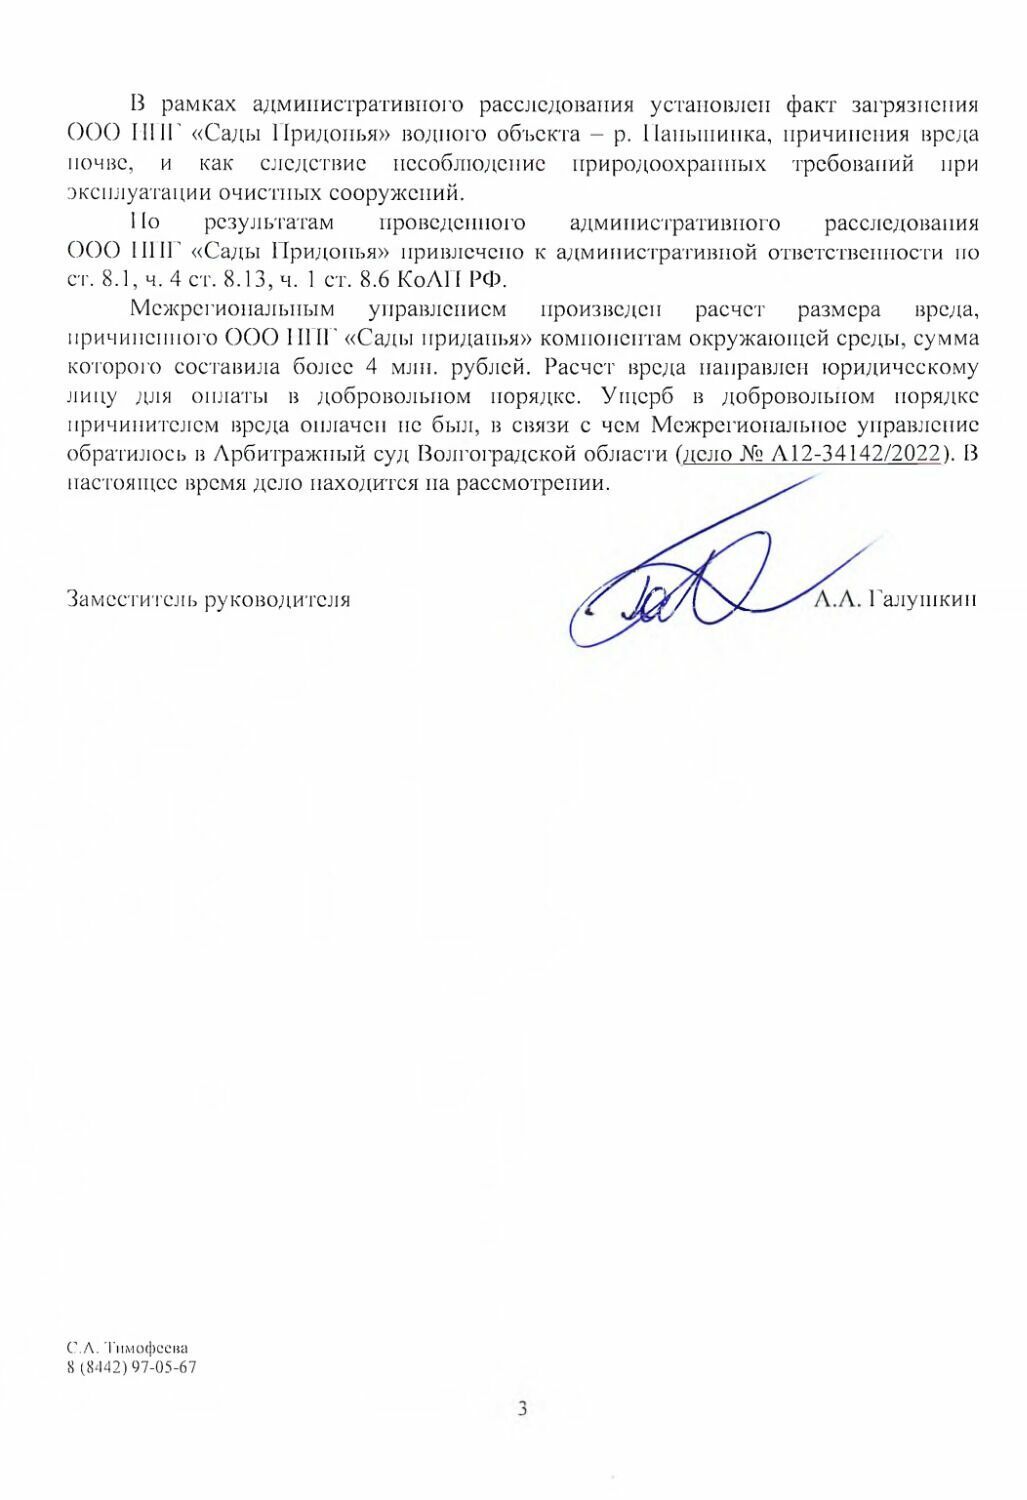 В рамках административного расследования установлен факт загрязнения
ООО НПГ «Сады Придонья» водного объекта – р. Паньшинка, причинения вреда
почве, и как следствие несоблюдение природоохранных требований при
эксплуатации очистных сооружений.
По результатам проведенного административного расследования
ООО НПГ «Сады Придонья» привлечено к административной ответственности по
ст. 8.1, ч. 4 ст. 8.13, ч. 1 ст. 8.6 КоАП РФ.
Межрегиональным управлением произведен расчет размера вреда,
причиненного ООО НПГ «Сады приданья» компонентам окружающей среды, сумма
которого составила более 4 млн. рублей. Расчет вреда направлен юридическому
лицу для оплаты в добровольном порядке. Ущерб в добровольном порядке
причинителем вреда оплачен не был, в связи с чем Межрегиональное управление
обратилось в Арбитражный суд Волгоградской области (дело № А12-34142/2022). В
настоящее время дело находится на рассмотрении.
Заместитель руководителя А.А. Галушкин
С.А. Тимофеева
8 (8442) 97-05-67
3